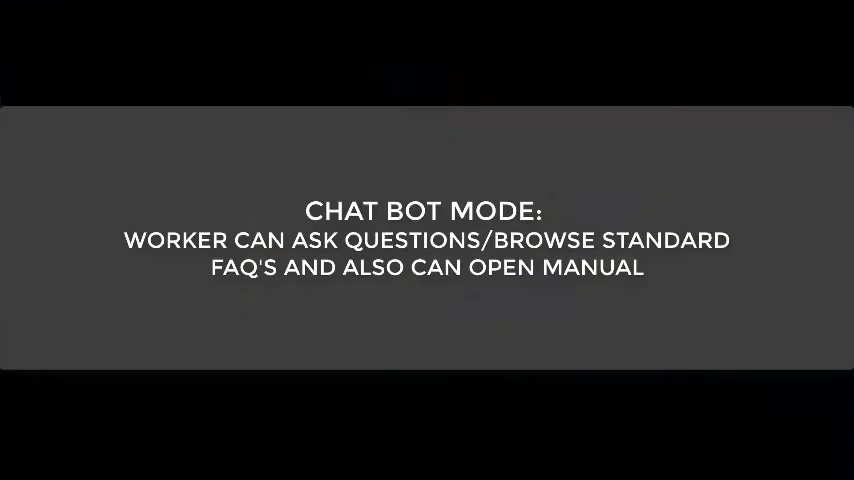 CHAT BOT MODE:
WORKER CAN ASK QUESTIONS/BROWSE STANDARD
FAQ'S AND ALSO CAN OPEN MANUAL